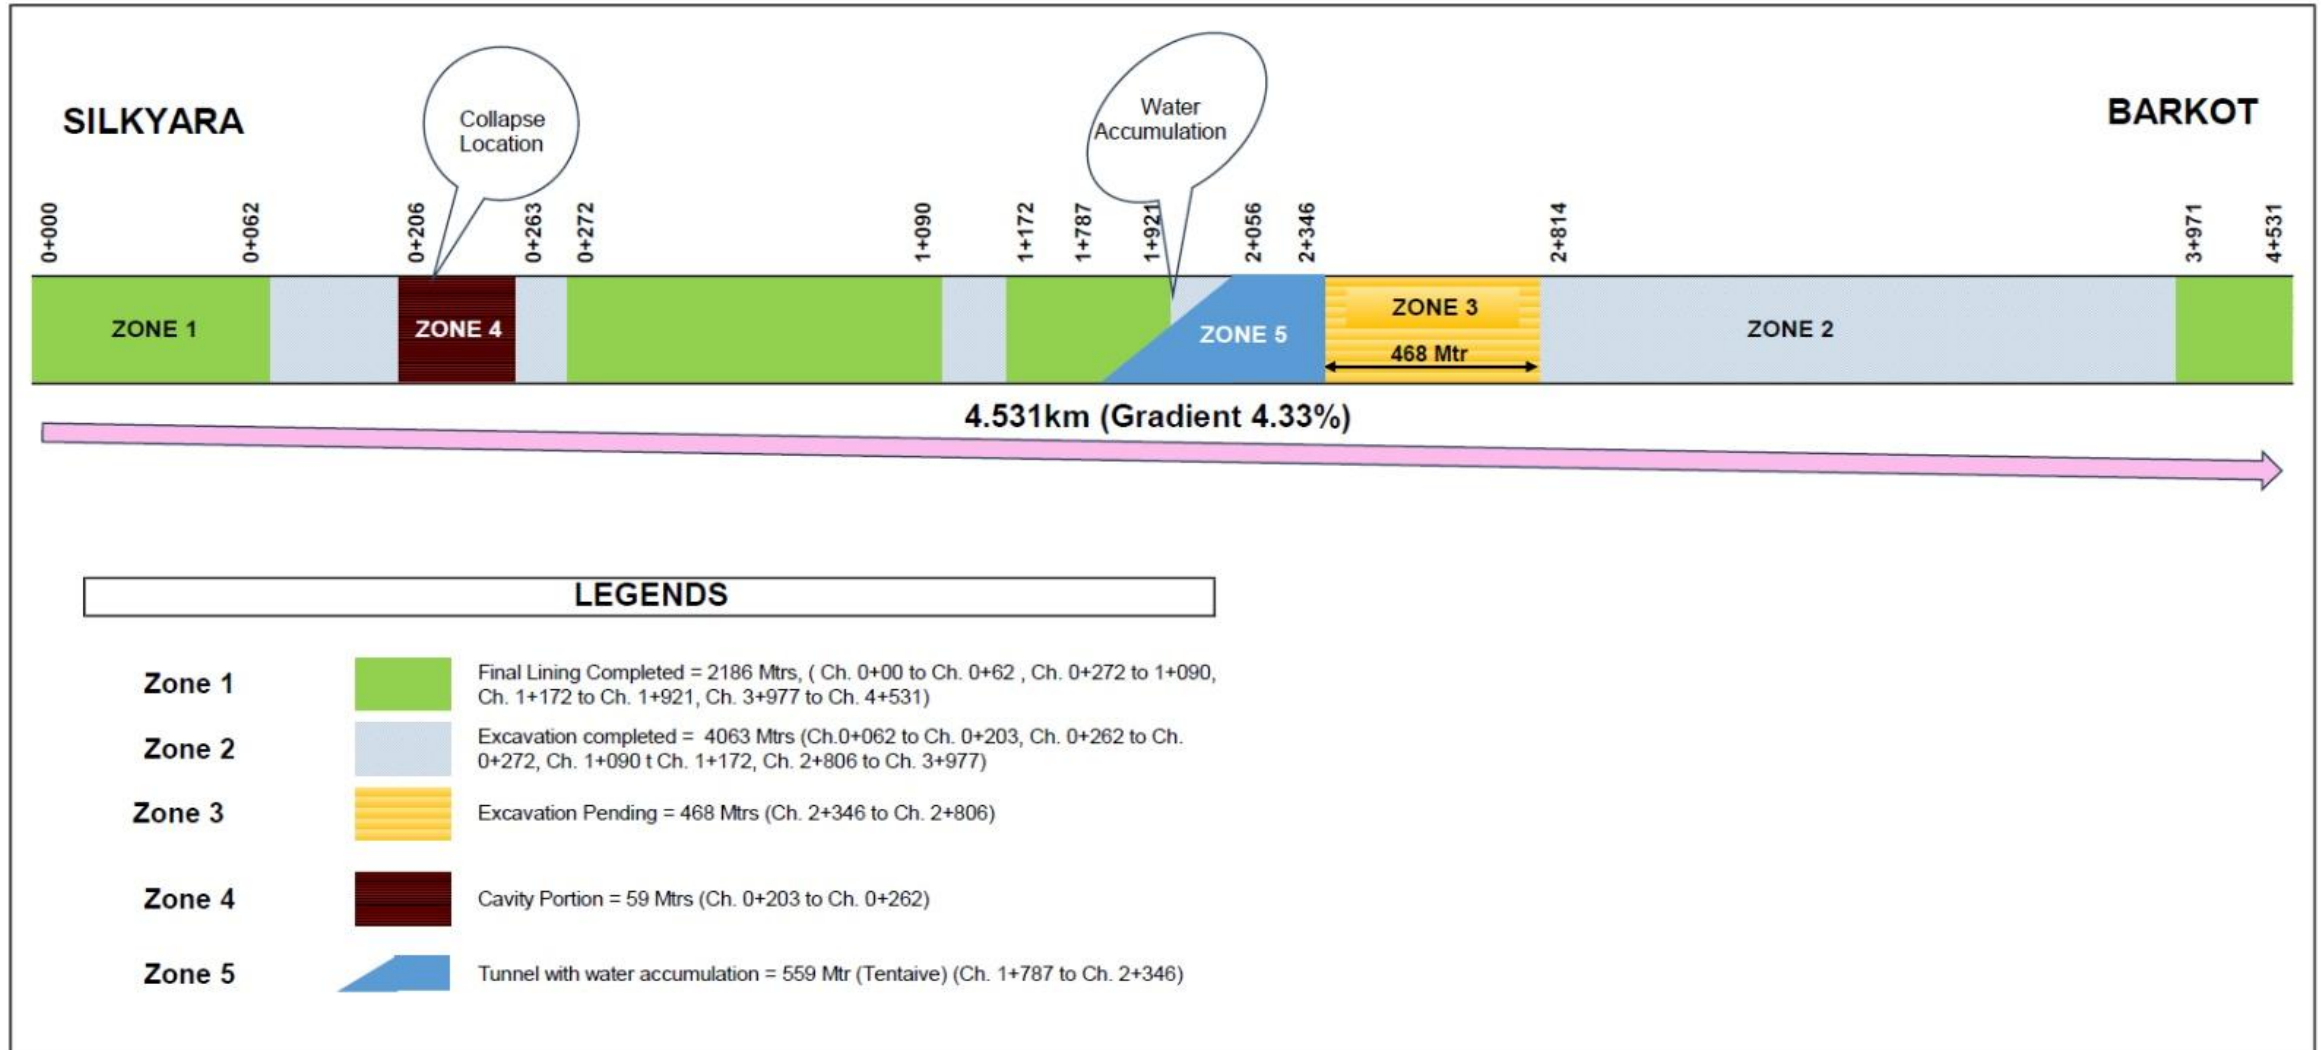 SILKYARA
BARKOT
Collapse
Location
Water
Accumulation
0+000
0+062
0+206
0+263
0+272
1+090
1+172
1+787
1+921
2+056
2+346
2+814
3+971
4+531
ZONE 1
ZONE 4
ZONE 5
ZONE 3
468 Mtr
ZONE 2
4.531km (Gradient 4.33%)
LEGENDS
Zone 1
Final Lining Completed = 2186 Mtrs, ( Ch. 0+00 to Ch. 0+62 , Ch. 0+272 to 1+090,
Ch. 1+172 to Ch. 1+921, Ch. 3+977 to Ch. 4+531)
Zone 2
Excavation completed = 4063 Mtrs (Ch.0+062 to Ch. 0+203, Ch. 0+262 to Ch.
0+272, Ch. 1+090 t Ch. 1+172, Ch. 2+806 to Ch. 3+977)
Zone 3
Excavation Pending = 468 Mtrs (Ch. 2+346 to Ch. 2+806)
Zone 4
Cavity Portion = 59 Mtrs (Ch. 0+203 to Ch. 0+262)
Zone 5
Tunnel with water accumulation = 559 Mtr (Tentaive) (Ch. 1+787 to Ch. 2+346)